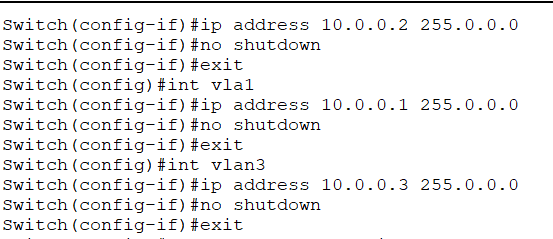 Switch(config-if)#ip address 10.0.0.2 255.0.0.0
Switch(config-if)#no shutdown
Switch(config-if)#exit
Switch(config)#int vla1
Switch(config-if)#ip address 10.0.0.1 255.0.0.0
Switch(config-if)#no shutdown
Switch(config-if)#exit
Switch(config)#int vlan3
Switch(config-if)#ip address 10.0.0.3 255.0.0.0
Switch(config-if)#no shutdown
Switch(config-if)#exit